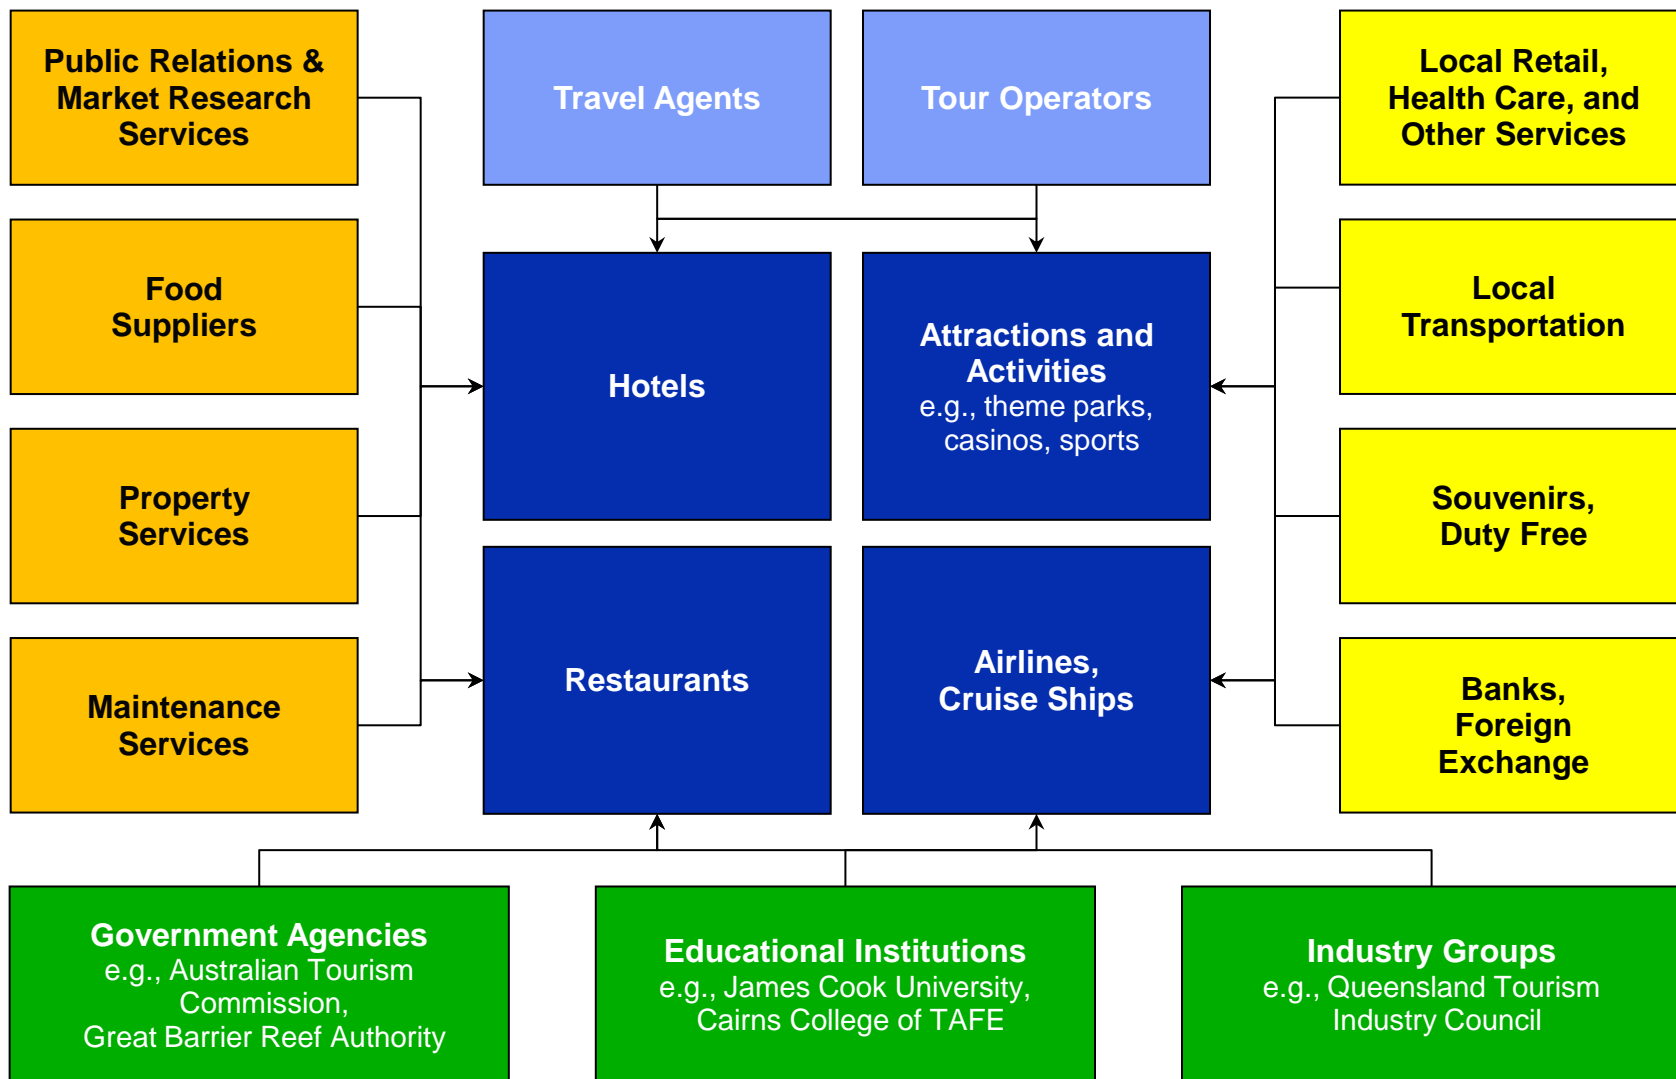 Public Relations &
Market Research
Services
Travel Agents
Tour Operators
Local Retail,
Health Care, and
Other Services
Food
Suppliers
Hotels
Attractions and
Activities
e.g., theme parks,
casinos, sports
Local
Transportation
Property
Services
Souvenirs,
Duty Free
Maintenance
Services
Restaurants
Airlines,
Cruise Ships
Banks,
Foreign
Exchange
Government Agencies
e.g., Australian Tourism
Commission,
Great Barrier Reef Authority
Educational Institutions
e.g., James Cook University,
Cairns College of TAFE
Industry Groups
e.g., Queensland Tourism
Industry Council